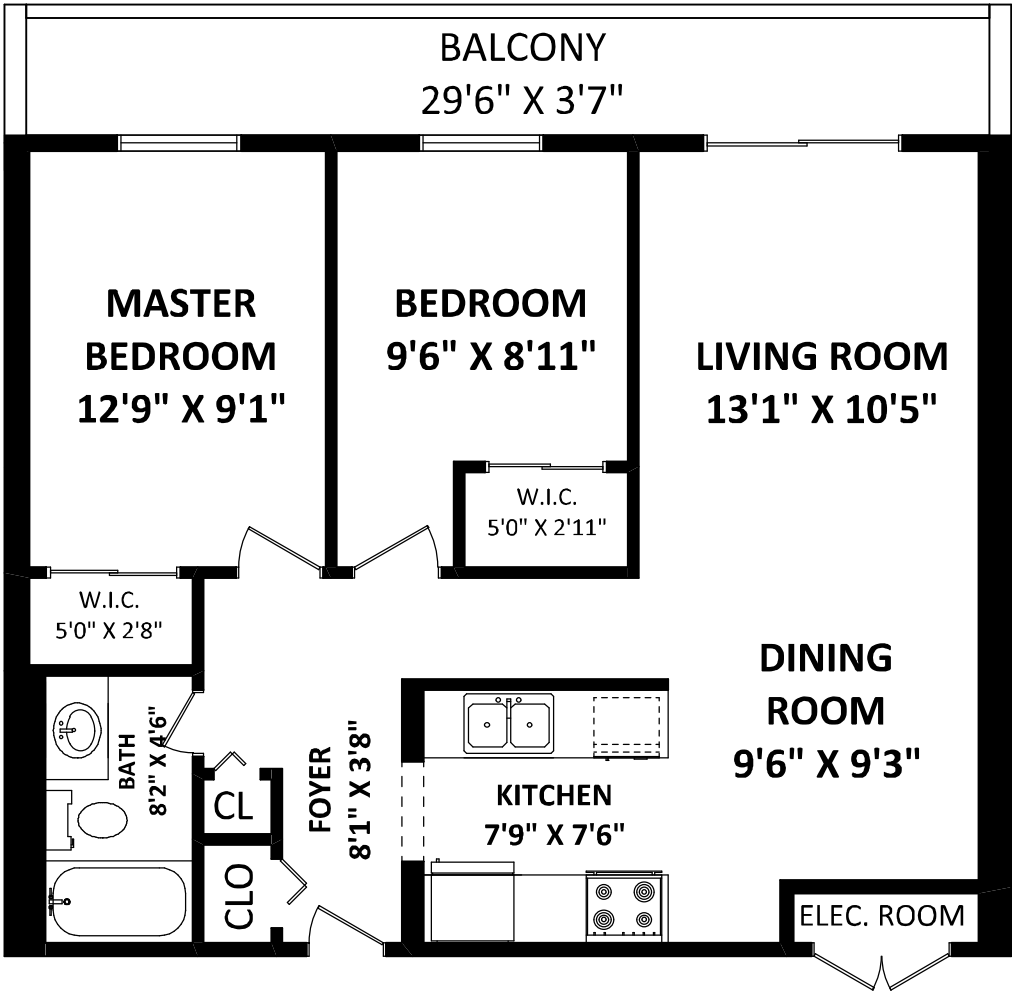 BALCONY
29'6" X 3'7"
MASTER
BEDROOM
12'9" X 9'1"
BEDROOM
9'6" X 8'11"
LIVING ROOM
13'1" X 10'5"
W.I.C.
5'0" X 2'11"
W.I.C.
5'0" X 2'8"
DINING
ROOM
9'6" X 9'3"
BATH
8'2" X 4'6"
FOYER
8'1" X 3'8"
KITCHEN
7'9" X 7'6"
CL
CLO
ELEC. ROOM